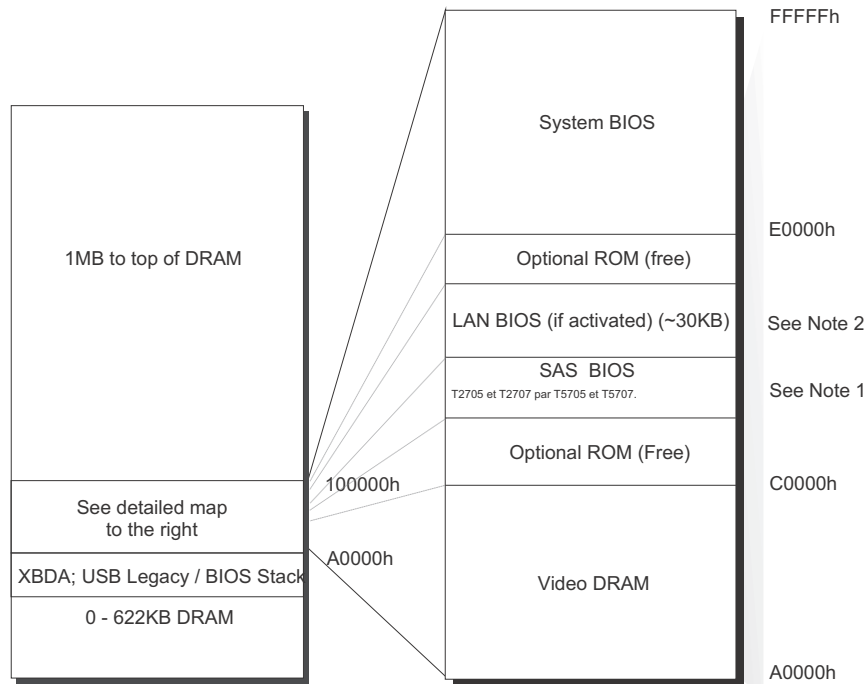 1MB to top of DRAM
See detailed map
to the right
XBDA; USB Legacy / BIOS Stack
0 - 622KB DRAM
100000h
A0000h
System BIOS
Optional ROM (free)
LAN BIOS (if activated) (~30KB)
SAS BIOS
T2705 et T2707 par T5705 et T5707.
Optional ROM (Free)
Video DRAM
FFFFFh
E0000h
See Note 2
See Note 1
C0000h
A0000h